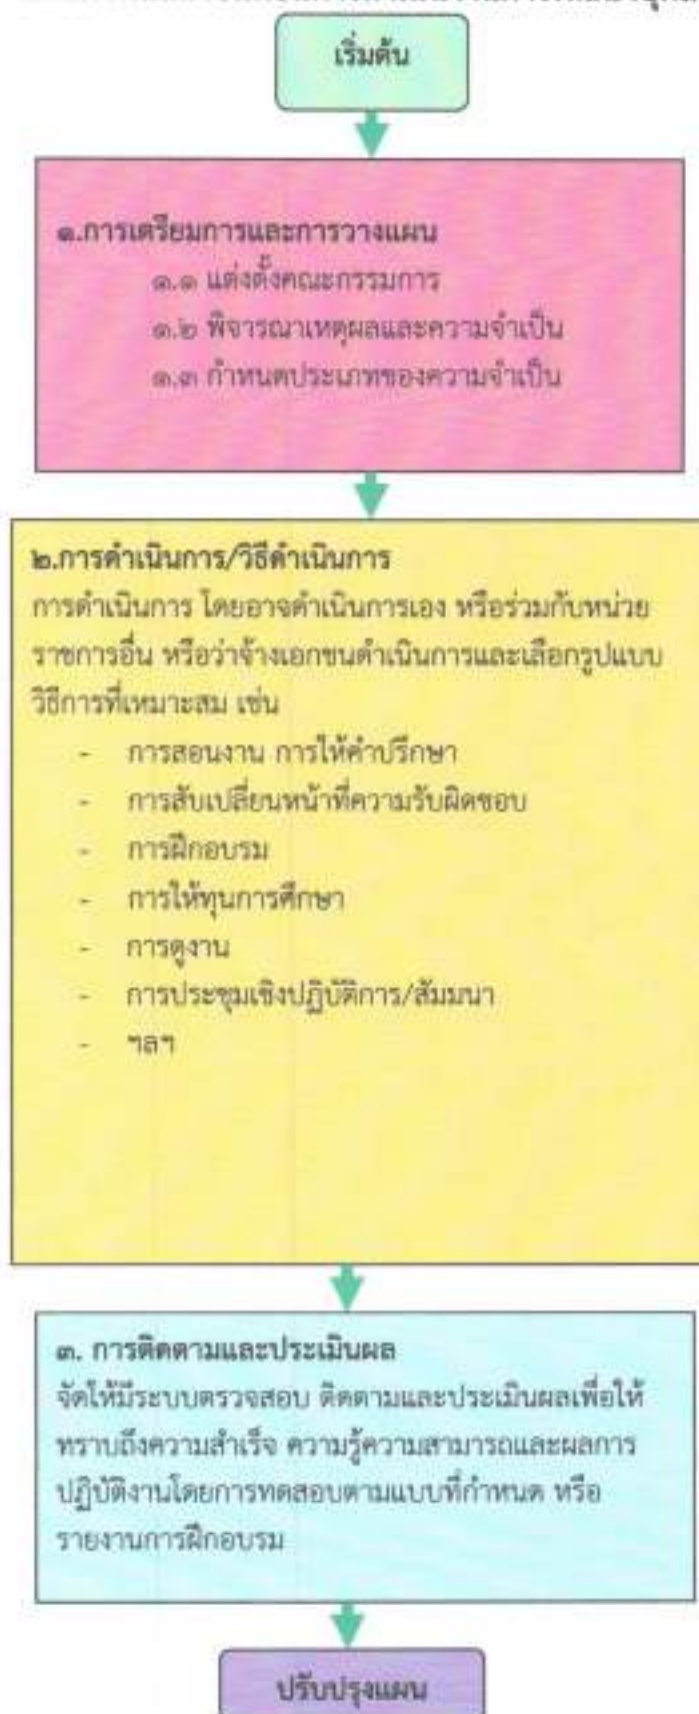 เริ่มต้น
๑.การเตรียมการและการวางแผน
๑.๑ แต่งตั้งคณะกรรมการ
๑.๒ พิจารณาเหตุผลและความจำเป็น
๑.๓ กำหนดประเภทของความจำเป็น
๒.การดำเนินการ/วิธีดำเนินการ
การดำเนินการ โดยอาจดำเนินการเอง หรือร่วมกับหน่วย
ราชการอื่น หรือว่าจ้างเอกชนดำเนินการและเลือกรูปแบบ
วิธีการที่เหมาะสม เช่น
- การสอนงาน การให้คำปรึกษา
- การสับเปลี่ยนหน้าที่ความรับผิดชอบ
- การฝึกอบรม
- การให้ทุนการศึกษา
- การดูงาน
- การประชุมเชิงปฏิบัติการ/สัมมนา
- ฯลฯ
๓. การติดตามและประเมินผล
จัดให้มีระบบตรวจสอบ ติดตามและประเมินผลเพื่อให้
ทราบถึงความสำเร็จ ความรู้ความสามารถและผลการ
ปฏิบัติงานโดยการทดสอบตามแบบที่กำหนด หรือ
รายงานการฝึกอบรม
ปรับปรุงแผน